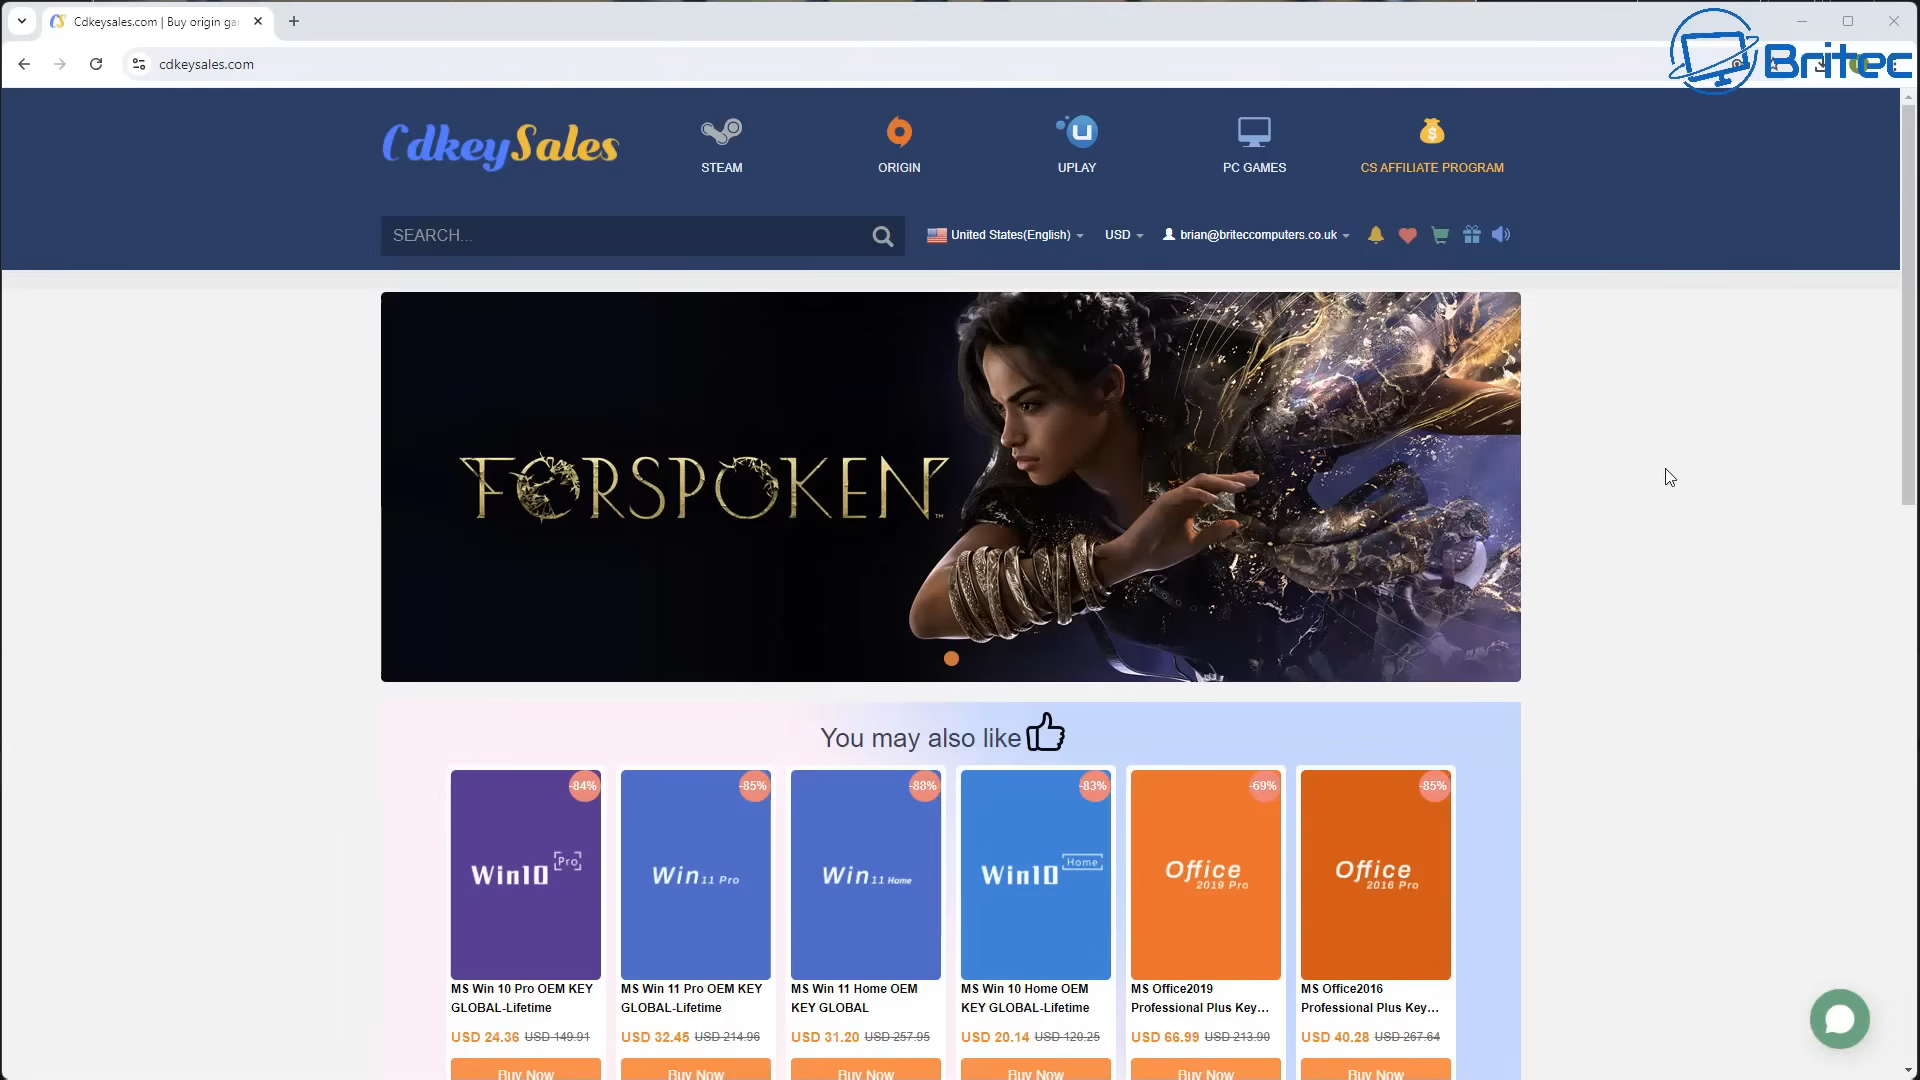 Cdkeysales.com | Buy origin ga
cdkeysales.com
Britec
CdkeySales
STEAM
ORIGIN
UPLAY
PC GAMES
CS AFFILIATE PROGRAM
SEARCH...
United States(English)
USD
brian@briteccomputers.co.uk
FORSPOKEN™
You may also like
-84%
-85%
-88%
-83%
-69%
-85%
Win10 Pro
Win 11 Pro
Win 11 Home
Win10 Home
Office
2019 Pro
Office
2016 Pro
MS Win 10 Pro OEM KEY
GLOBAL-Lifetime
USD 24.36 USD 149.91
Buy Now
MS Win 11 Pro OEM KEY
GLOBAL-Lifetime
USD 32.45 USD 214.96
Buy Now
MS Win 11 Home OEM
KEY GLOBAL
USD 31.20 USD 257.95
Buy Now
MS Win 10 Home OEM
KEY GLOBAL-Lifetime
USD 20.14 USD 120.25
Buy Now
MS Office2019
Professional Plus Key...
USD 66.99 USD 213.90
Buy Now
MS Office2016
Professional Plus Key...
USD 40.28 USD 267.64
Buy Now